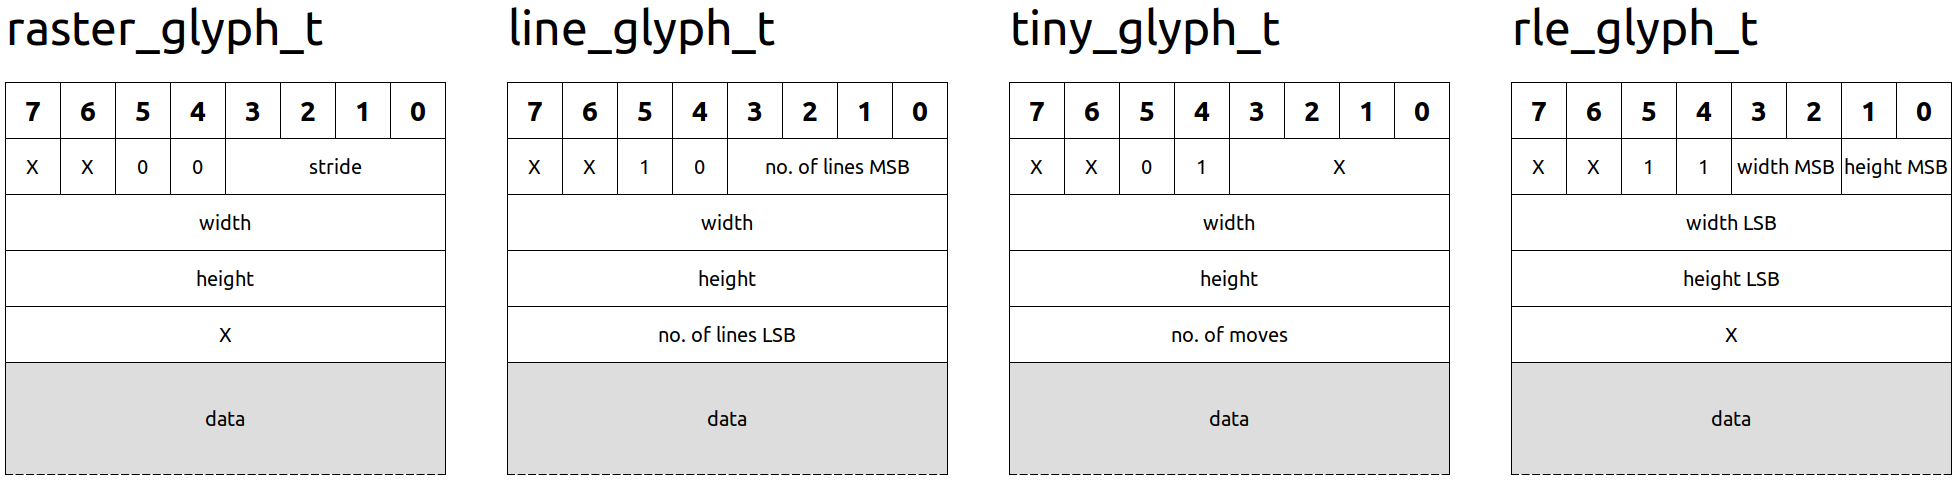 raster_glyph_t
7 6 5 4 3 2 1 0
X X 0 0 stride
width
height
X
data
line_glyph_t
7 6 5 4 3 2 1 0
X X 1 0 no. of lines MSB
width
height
no. of lines LSB
data
tiny_glyph_t
7 6 5 4 3 2 1 0
X X 0 1 X
width
height
no. of moves
data
rle_glyph_t
7 6 5 4 3 2 1 0
X X 1 1 width MSB height MSB
width LSB
height LSB
X
data